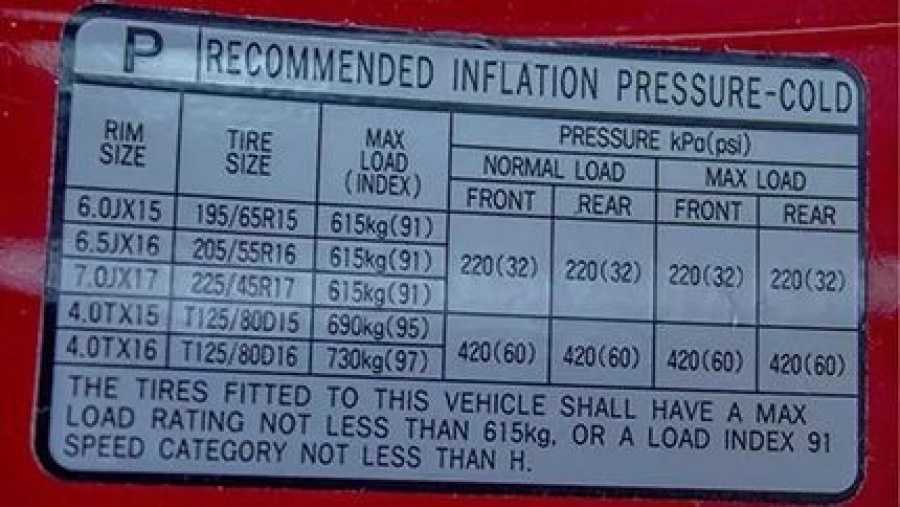 P RECOMMENDED INFLATION PRESSURE-COLD
RIM SIZE TIRE SIZE MAX LOAD (INDEX) PRESSURE kPa(psi)
NORMAL LOAD MAX LOAD
FRONT REAR FRONT REAR
6.0JX15 195/65R15 615kg(91)
6.5JX16 205/55R16 615kg(91) 220(32) 220(32) 220(32) 220(32)
7.0JX17 225/45R17 615kg(91)
4.0TX15 T125/80D15 690kg(95)
4.0TX16 T125/80D16 730kg(97) 420(60) 420(60) 420(60) 420(60)
THE TIRES FITTED TO THIS VEHICLE SHALL HAVE A MAX
LOAD RATING NOT LESS THAN 615kg, OR A LOAD INDEX 91
SPEED CATEGORY NOT LESS THAN H.